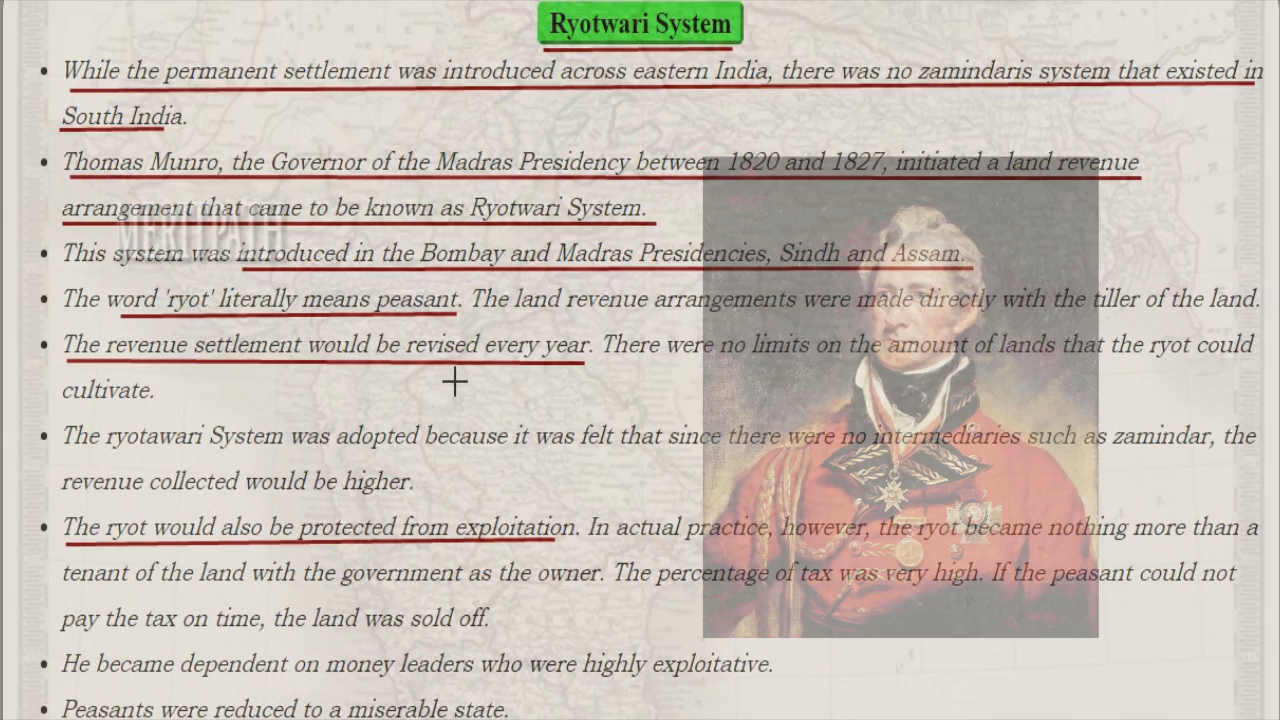 Ryotwari System
• While the permanent settlement was introduced across eastern India, there was no zamindaris system that existed in
South India.
• Thomas Munro, the Governor of the Madras Presidency between 1820 and 1827, initiated a land revenue
arrangement that came to be known as Ryotwari System.
• This system was introduced in the Bombay and Madras Presidencies, Sindh and Assam.
• The word 'ryot' literally means peasant. The land revenue arrangements were made directly with the tiller of the land.
• The revenue settlement would be revised every year. There were no limits on the amount of lands that the ryot could
cultivate.
• The ryotawari System was adopted because it was felt that since there were no intermediaries such as zamindar, the
revenue collected would be higher.
• The ryot would also be protected from exploitation. In actual practice, however, the ryot became nothing more than a
tenant of the land with the government as the owner. The percentage of tax was very high. If the peasant could not
pay the tax on time, the land was sold off.
• He became dependent on money leaders who were highly exploitative.
• Peasants were reduced to a miserable state.